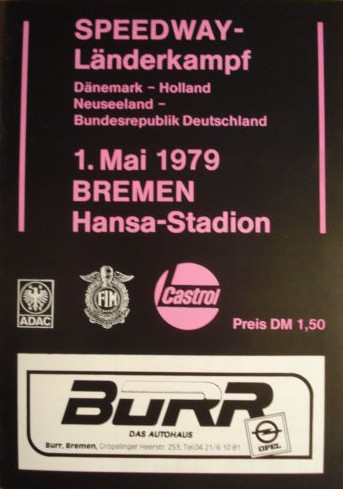 SPEEDWAY-
Länderkampf
Dänemark - Holland
Neuseeland -
Bundesrepublik Deutschland
1. Mai 1979
BREMEN
Hansa-Stadion
ADAC
FIM
Castrol
Preis DM 1,50
BURR
DAS AUTOHAUS
Burr, Bremen, Gröpelinger Heerstr. 253, Tel. 04 21/6 10 81
OPEL